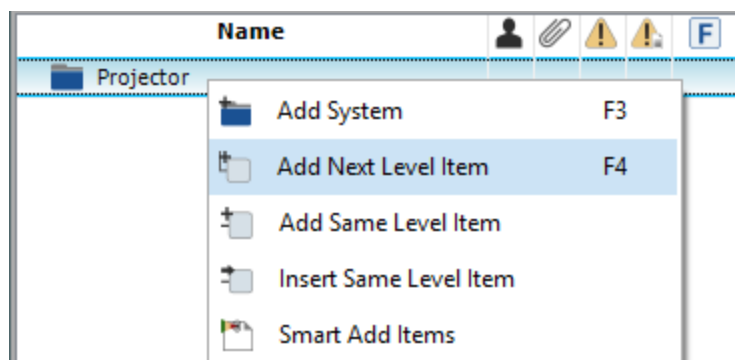 Name F
Projector
Add System F3
Add Next Level Item F4
Add Same Level Item
Insert Same Level Item
Smart Add Items